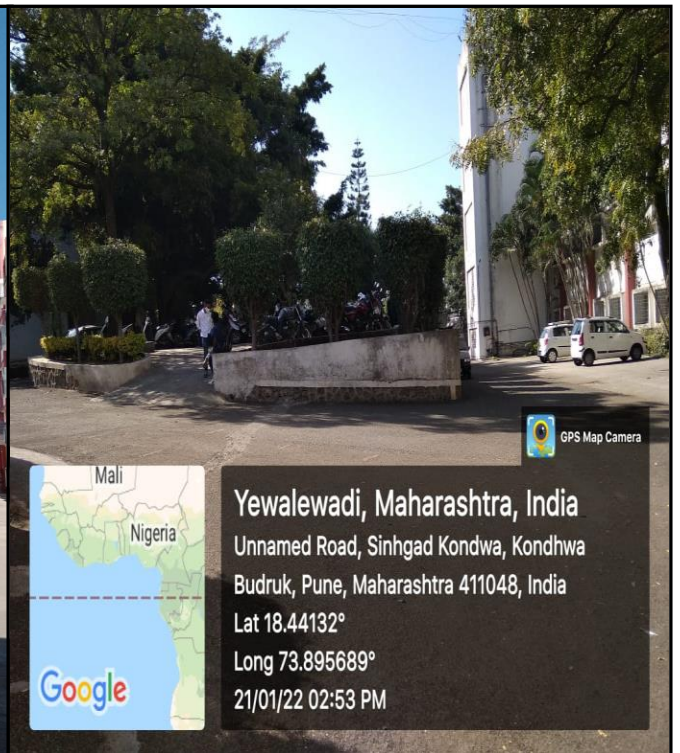 GPS Map Camera
Mali
Nigeria
Google
Yewalewadi, Maharashtra, India
Unnamed Road, Sinhgad Kondwa, Kondhwa
Budruk, Pune, Maharashtra 411048, India
Lat 18.44132°
Long 73.895689°
21/01/22 02:53 PM